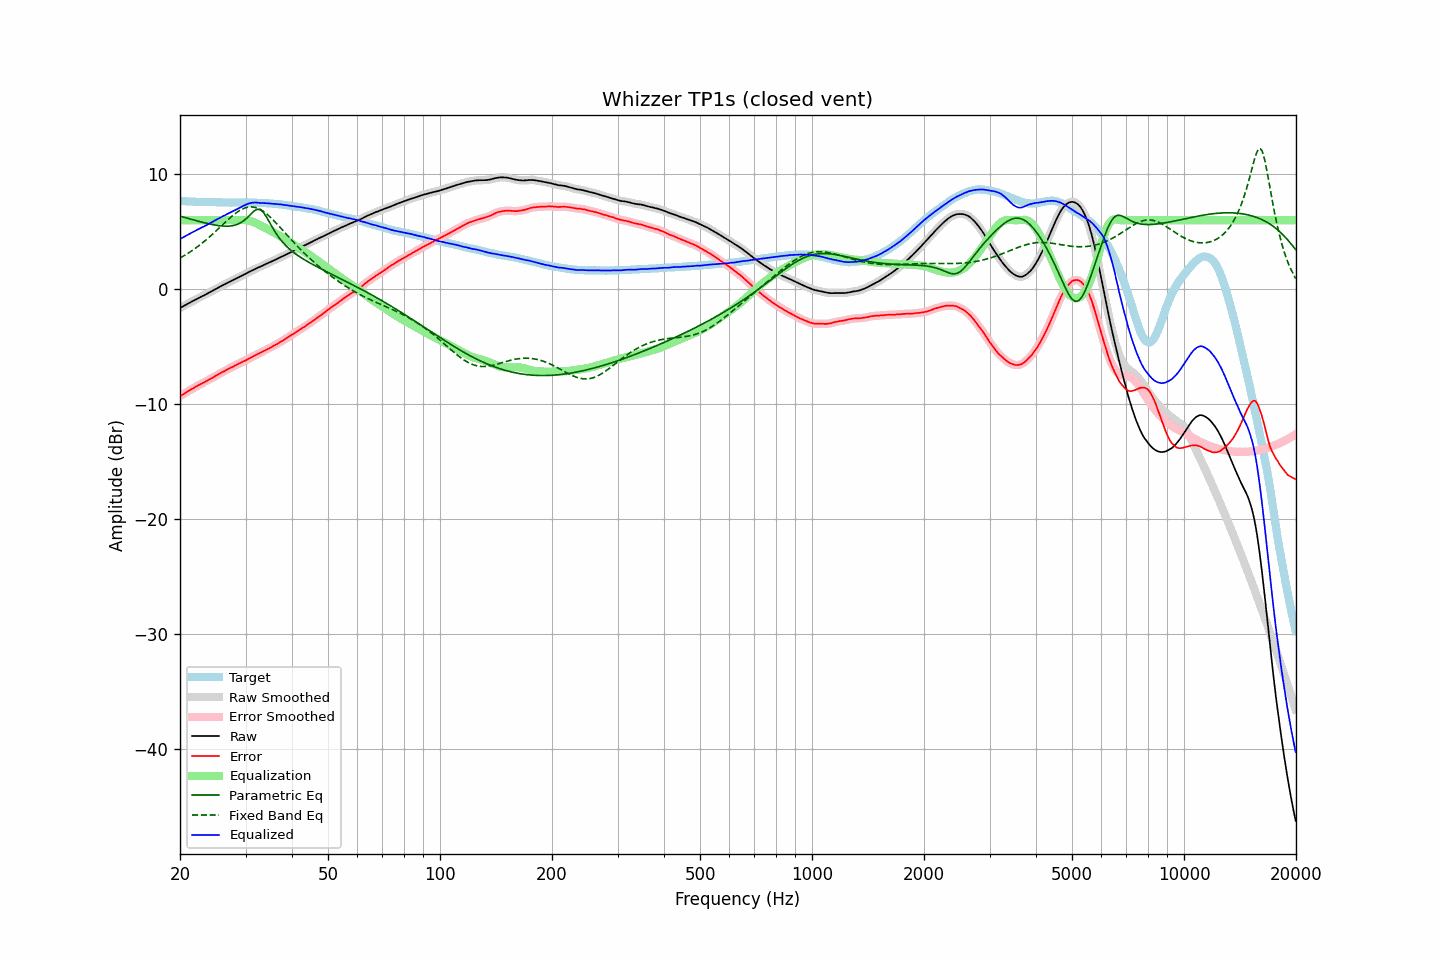 Whizzer TP1s (closed vent)
10
0
−10
−20
−30
−40
Amplitude (dBr)
Target
Raw Smoothed
Error Smoothed
Raw
Error
Equalization
Parametric Eq
Fixed Band Eq
Equalized
20 50 100 200 500 1000 2000 5000 10000 20000
Frequency (Hz)